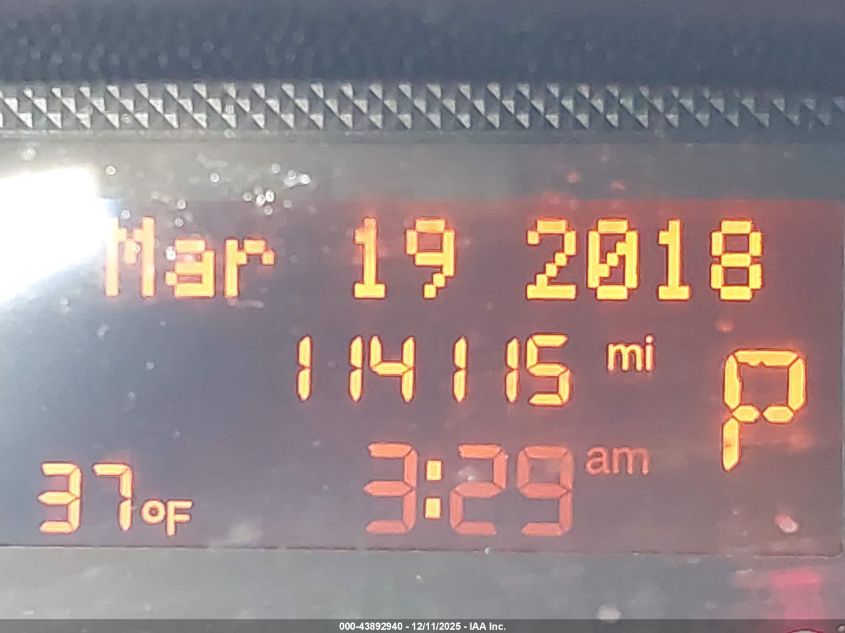 Mar 19 2018
114115 mi
P
3:29 am
37°F
000-43892940 - 12/11/2025 - IAA Inc.